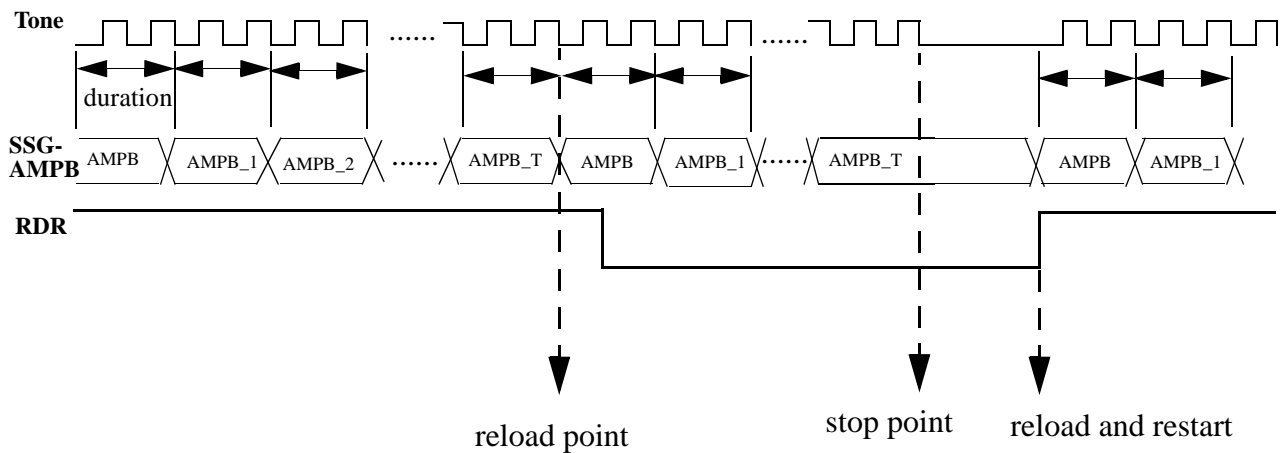 Tone
...... ......
duration
SSG-
AMPB
AMPB AMPB_1 AMPB_2 ...... AMPB_T AMPB AMPB_1 ...... AMPB_T AMPB AMPB_1
RDR
reload point
stop point
reload and restart